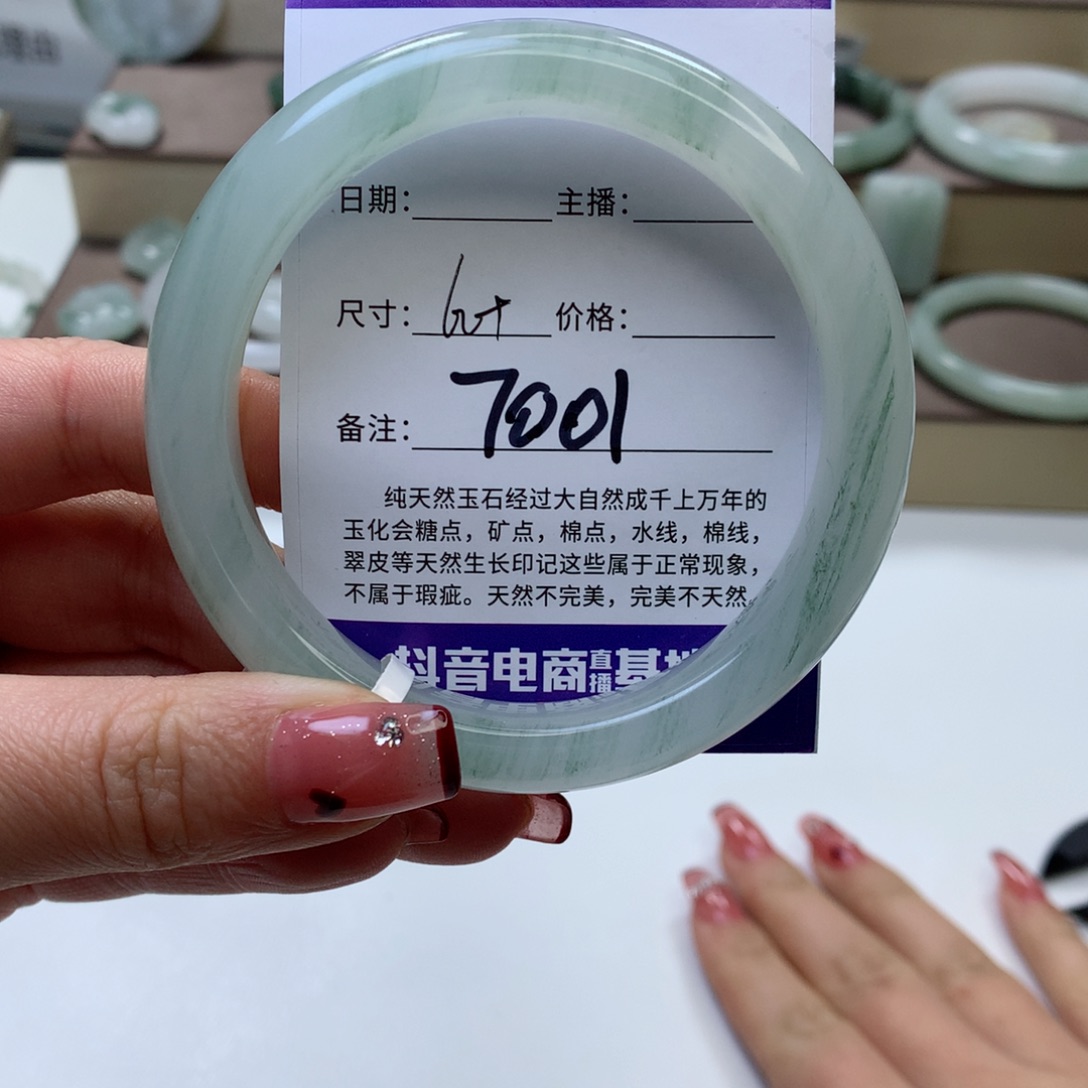 日期： 主播：
尺寸： 价格：
备注：7001
纯天然玉石经过大自然成千上万年的
玉化会糖点，矿点，棉点，水线，棉线，
翠皮等天然生长印记这些属于正常现象，
不属于瑕疵。天然不完美，完美不天然。
抖音电商直播基地